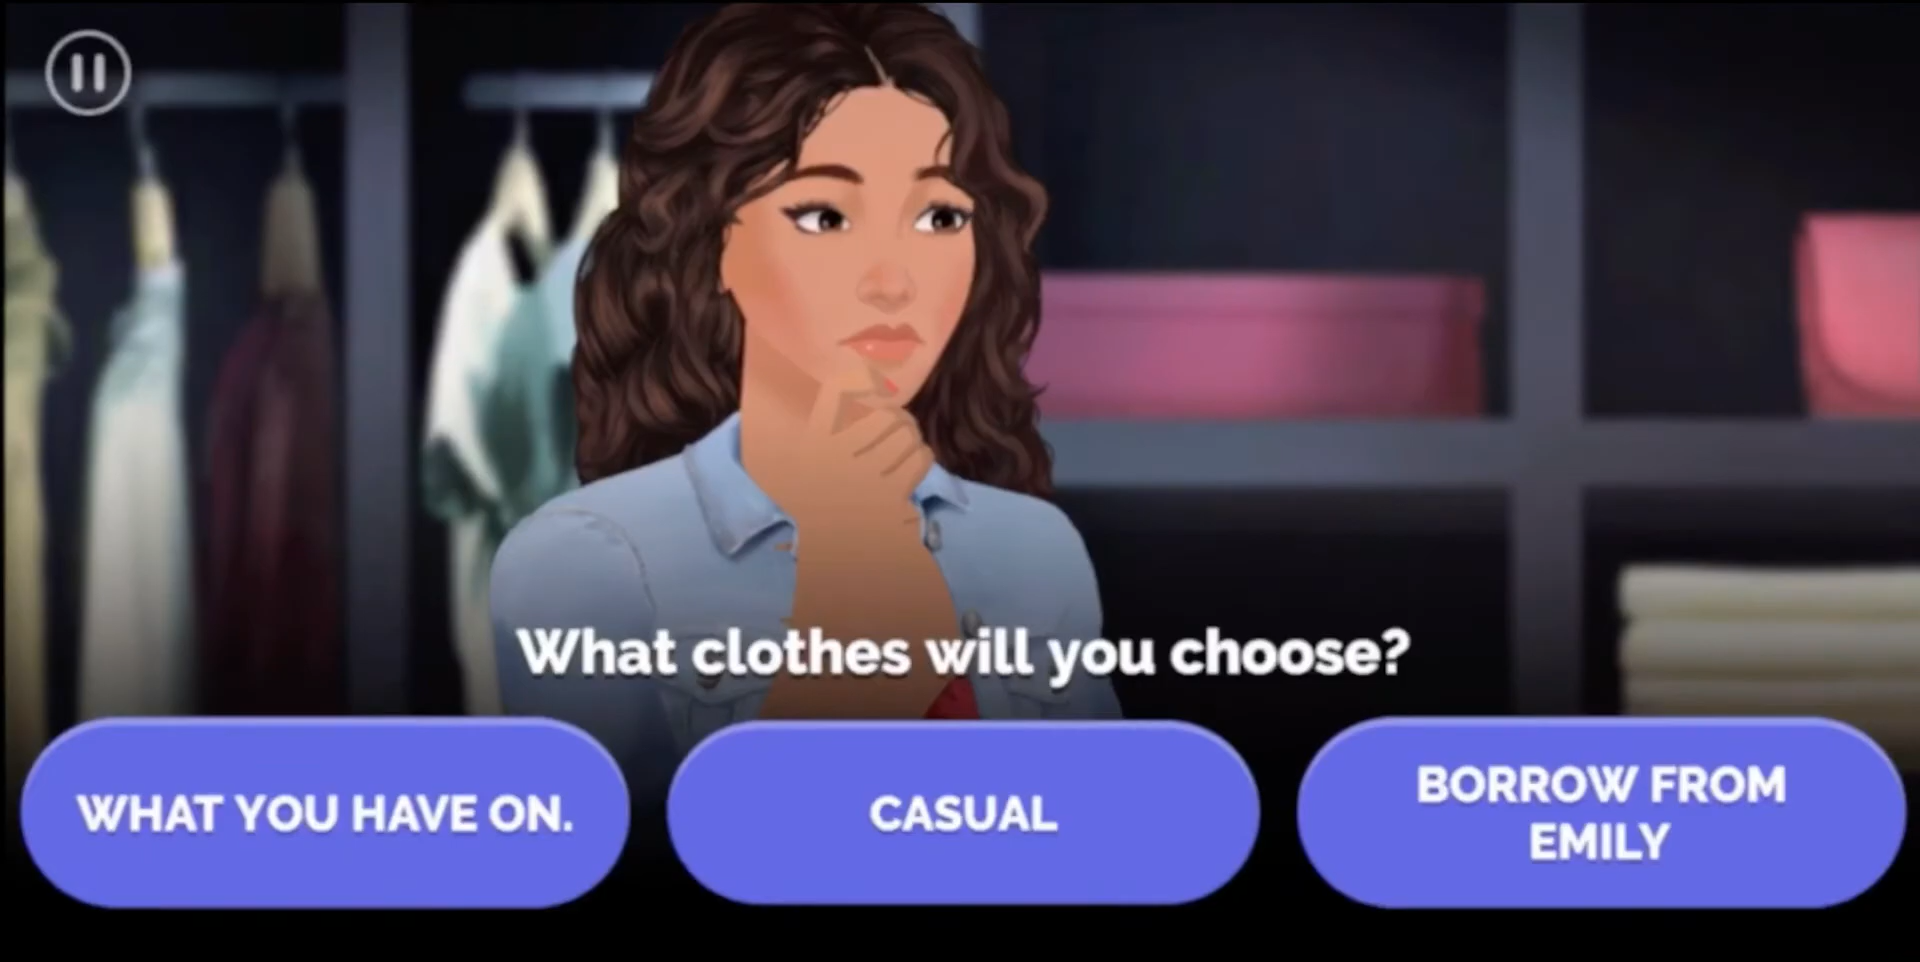 What clothes will you choose?
WHAT YOU HAVE ON.
CASUAL
BORROW FROM
EMILY